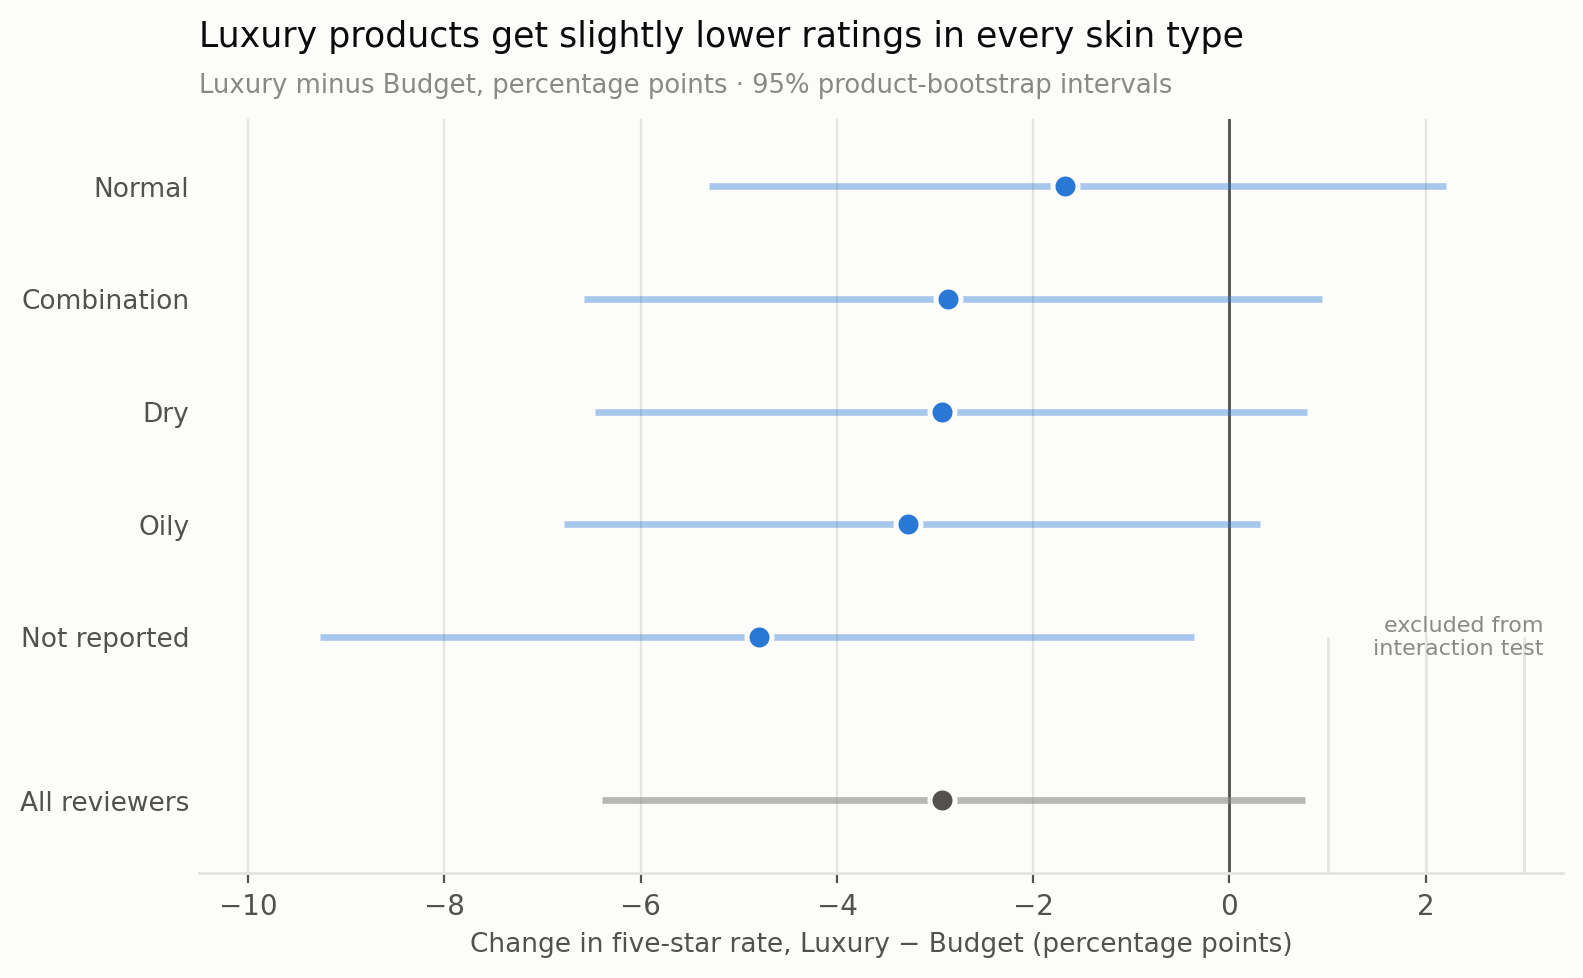 Luxury products get slightly lower ratings in every skin type
Luxury minus Budget, percentage points · 95% product-bootstrap intervals
Normal
Combination
Dry
Oily
Not reported
excluded from
interaction test
All reviewers
−10
−8
−6
−4
−2
0
2
Change in five-star rate, Luxury − Budget (percentage points)